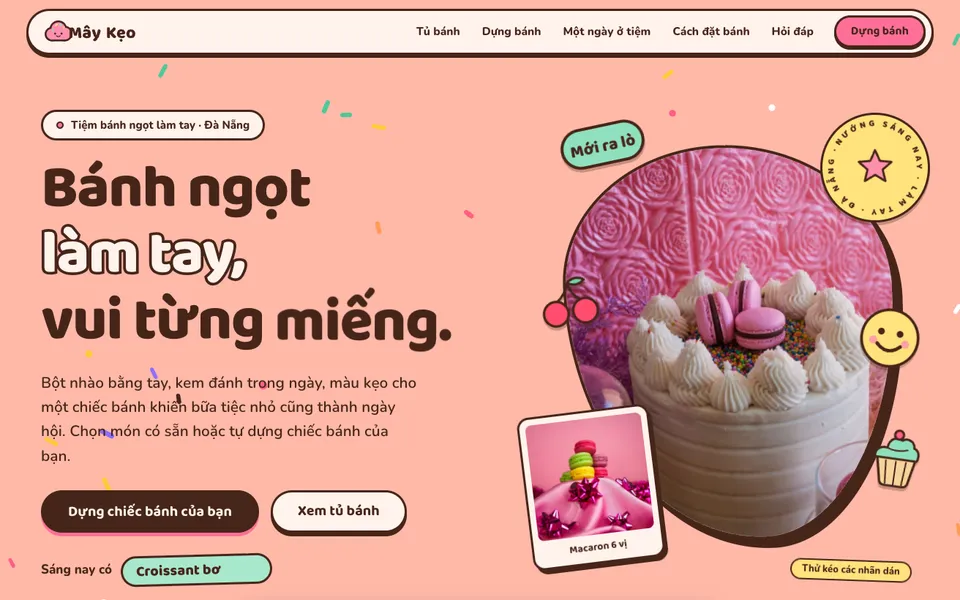 Mây Kẹo
Tủ bánh
Dựng bánh
Một ngày ở tiệm
Cách đặt bánh
Hỏi đáp
Dựng bánh
Tiệm bánh ngọt làm tay · Đà Nẵng
Bánh ngọt
làm tay,
vui từng miếng.
Bột nhào bằng tay, kem đánh trong ngày, màu kẹo cho
một chiếc bánh khiến bữa tiệc nhỏ cũng thành ngày
hội. Chọn món có sẵn hoặc tự dựng chiếc bánh của
bạn.
Dựng chiếc bánh của bạn
Xem tủ bánh
Sáng nay có
Croissant bơ
Mới ra lò
NƯỚNG SÁNG NAY · LÀM TAY · ĐÀ NẴNG ·
Macaron 6 vị
Thử kéo các nhãn dán